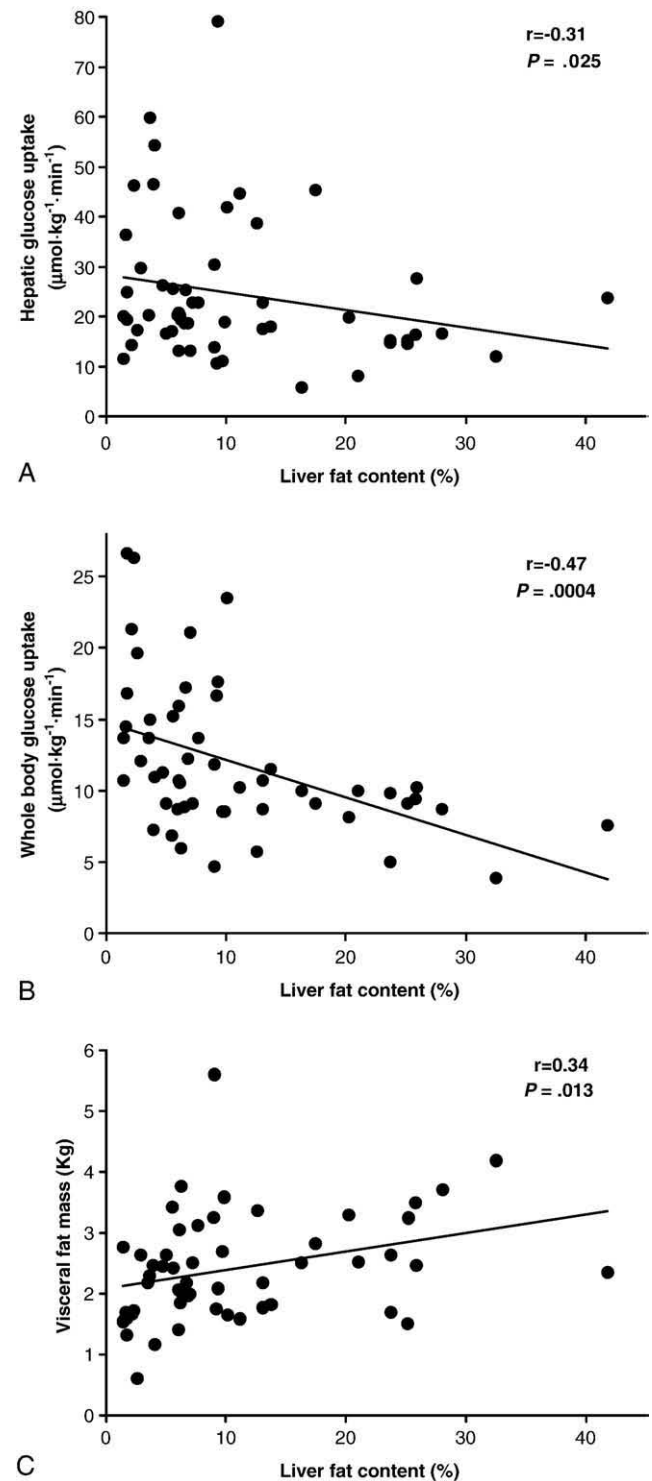 80
70
60
50
40
30
20
10
0
Hepatic glucose uptake
(µmol·kg⁻¹·min⁻¹)
r=-0.31
P = .025
0 10 20 30 40
Liver fat content (%)
A
25
20
15
10
5
0
Whole body glucose uptake
(µmol·kg⁻¹·min⁻¹)
r=-0.47
P = .0004
0 10 20 30 40
Liver fat content (%)
B
6
5
4
3
2
1
0
Visceral fat mass (Kg)
r=0.34
P = .013
0 10 20 30 40
Liver fat content (%)
C